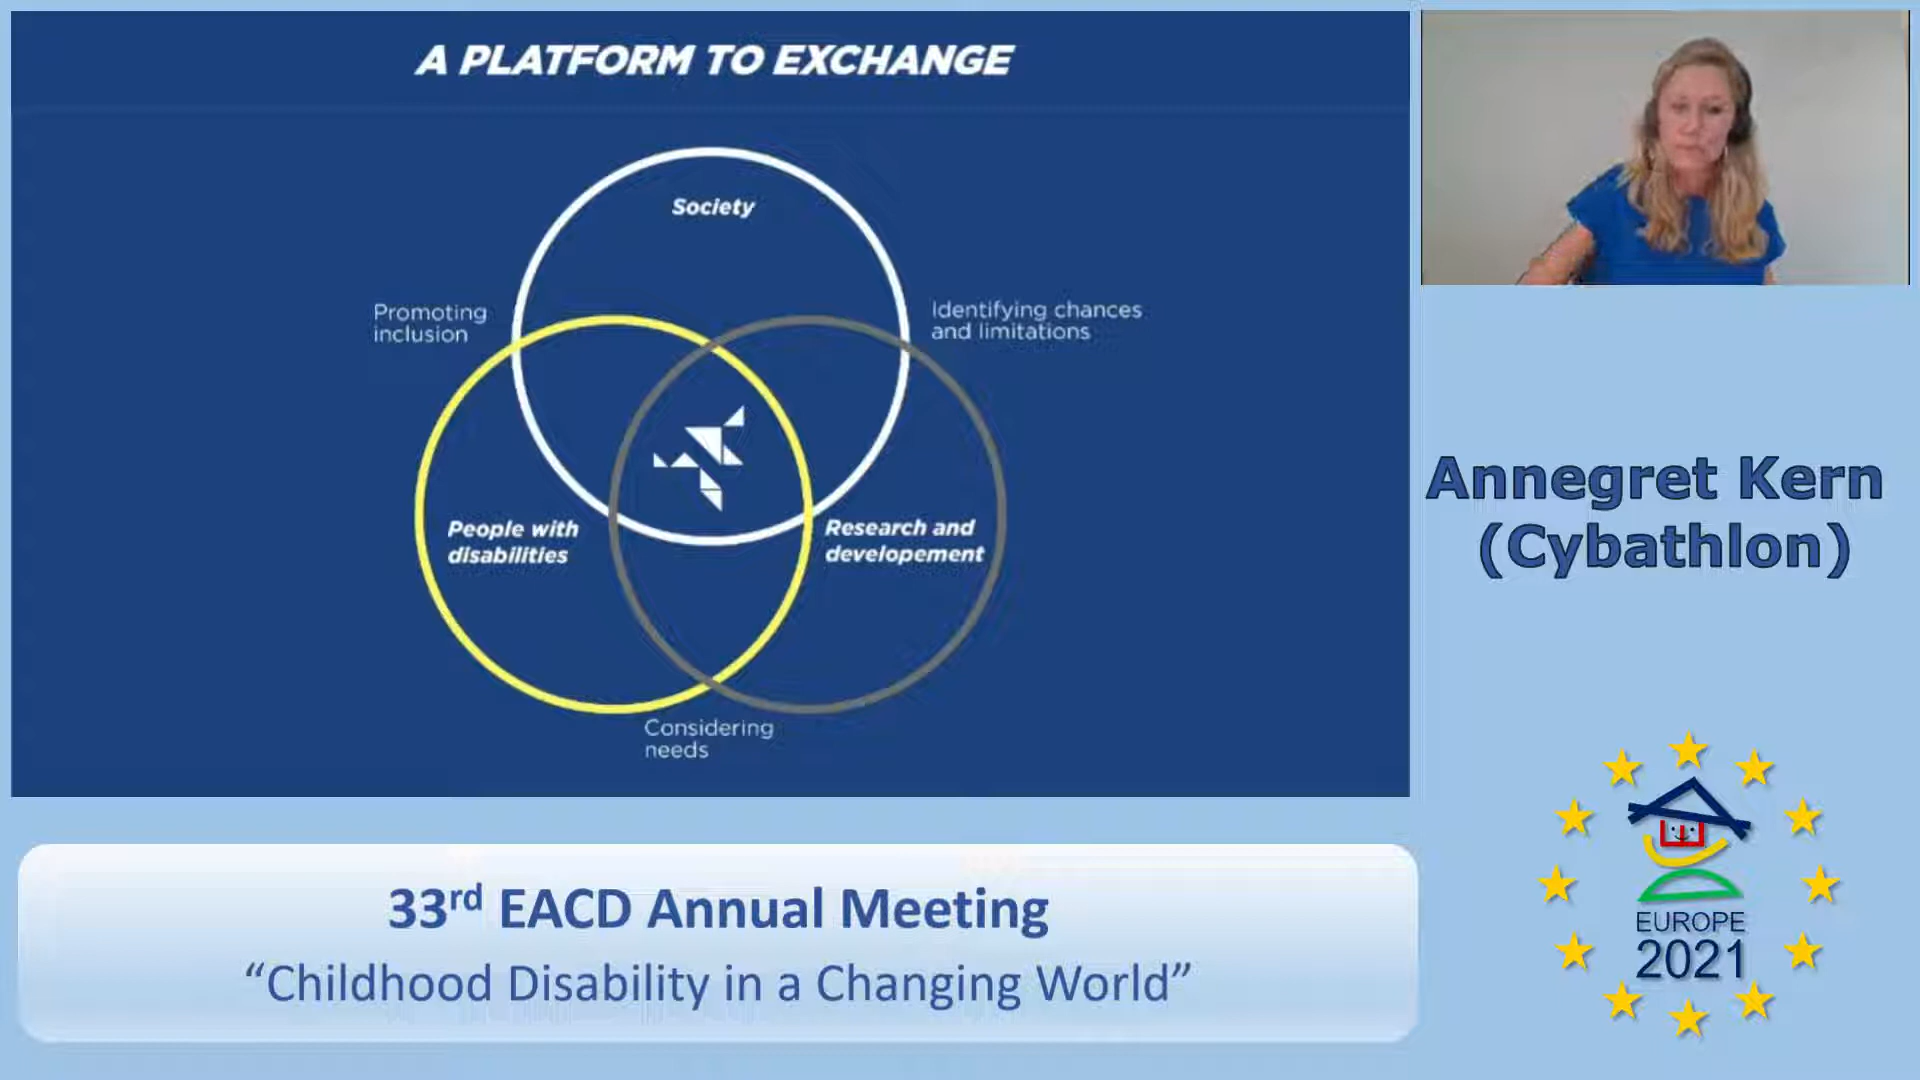 A PLATFORM TO EXCHANGE
Society
Promoting
inclusion
Identifying chances
and limitations
People with
disabilities
Research and
developement
Considering
needs
Annegret Kern
(Cybathlon)
33rd EACD Annual Meeting
“Childhood Disability in a Changing World”
EUROPE
2021